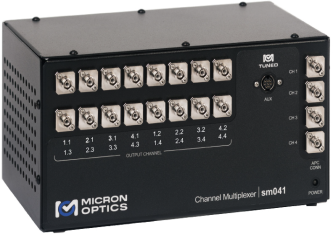 TUNED
AUX
CH 1
CH 2
CH 3
CH 4
1.1 2.1 3.1 4.1 1.2 2.2 3.2 4.2
1.3 2.3 3.3 4.3 1.4 2.4 3.4 4.4
OUTPUT CHANNEL
APC
CONN
POWER
MICRON
OPTICS
Channel Multiplexer sm041